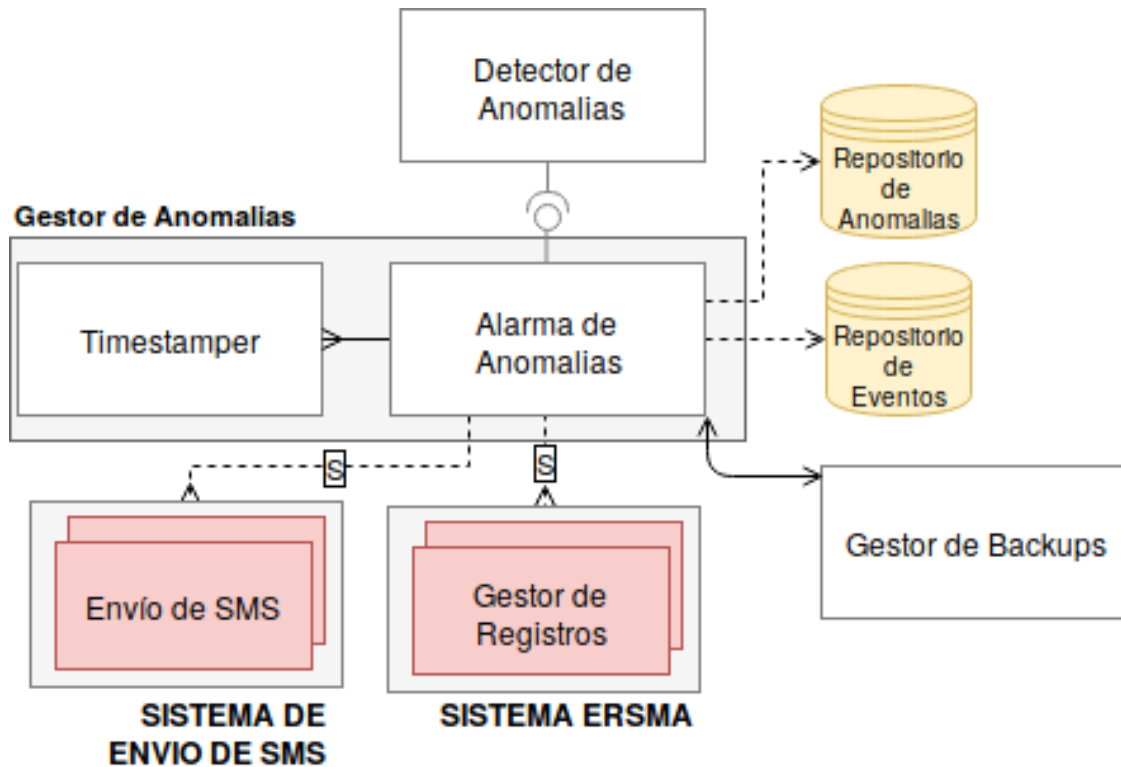 Detector de
Anomalias
Repositorio
de
Anomalias
Gestor de Anomalias
Timestamper
Alarma de
Anomalias
Repositorio
de
Eventos
S
S
Envío de SMS
Gestor de
Registros
Gestor de Backups
SISTEMA DE
ENVIO DE SMS
SISTEMA ERSMA